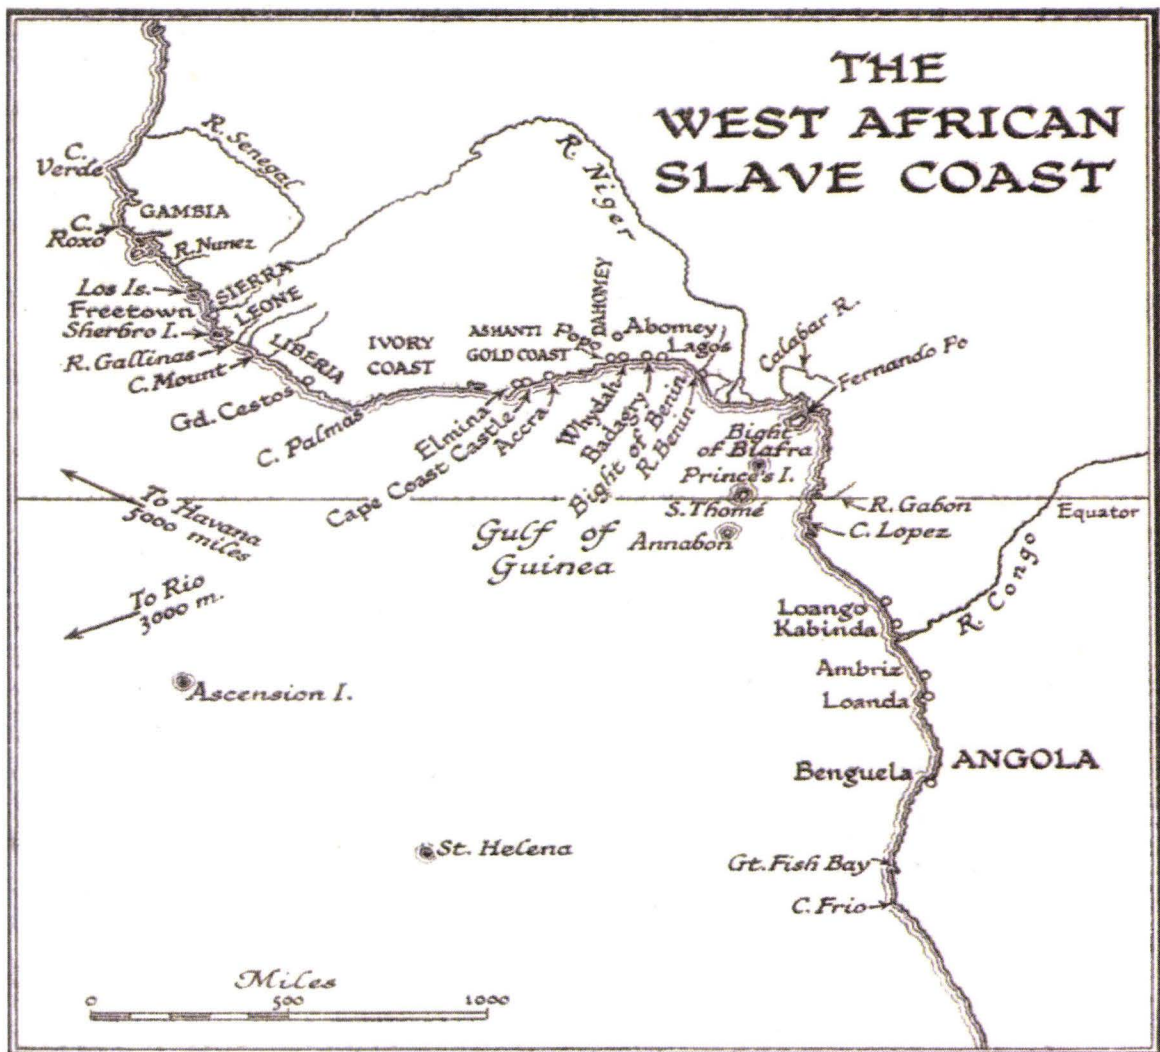 THE
WEST AFRICAN
SLAVE COAST
C.
Verde
R. Senegal
GAMBIA
C.
Roxo
R. Nunez
Los Is.
SIERRA
LEONE
Freetown
Sherbro I.
R. Gallinas
C. Mount
LIBERIA
Gd. Cestos
C. Palmas
IVORY
COAST
ASHANTI
GOLD COAST
Popo
DAHOMEY
Abomey
Lagos
R. Niger
Calabar R.
Fernando Po
Elmina
Cape Coast Castle
Accra
Whydah
Badagry
Bight of Benin
R. Benin
Bight
of Biafra
Prince's I.
S. Thomé
Annabon
Gulf of
Guinea
R. Gabon
C. Lopez
Equator
R. Congo
To Havana
5000 miles
To Rio
3000 m.
Loango
Kabinda
Ambriz
Loanda
Ascension I.
Benguela
ANGOLA
St. Helena
Gt. Fish Bay
C. Frio
Miles
0 500 1000